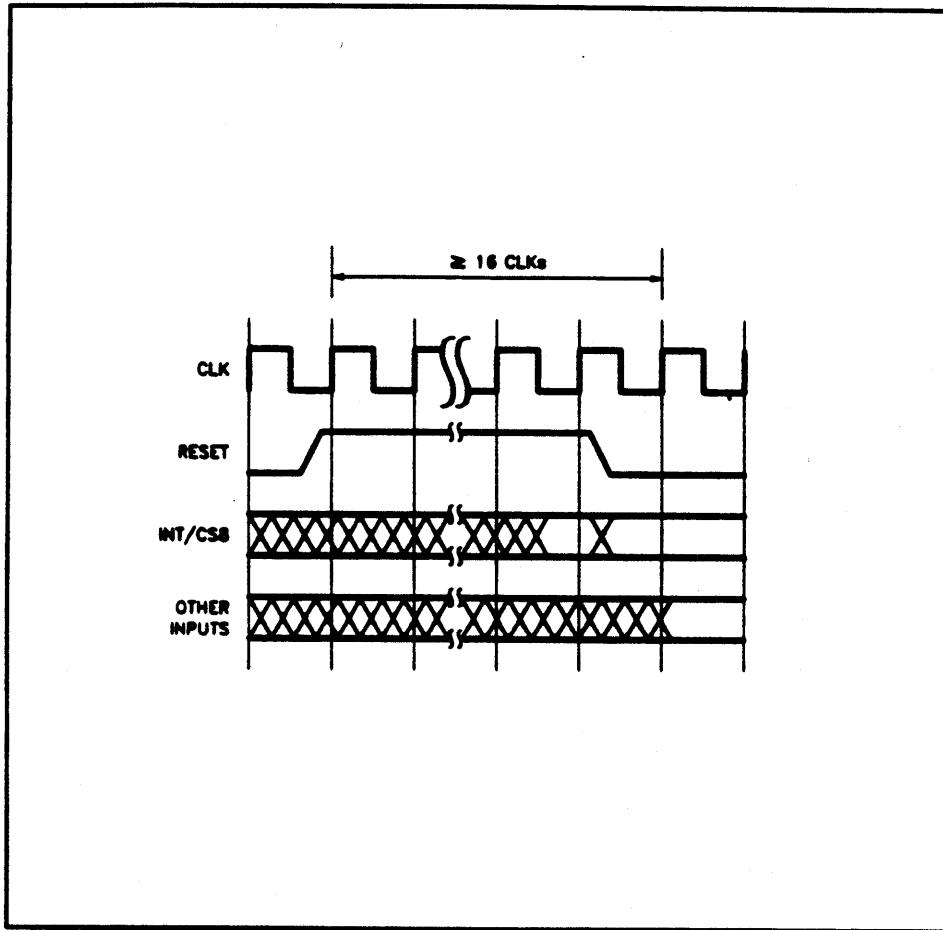 ≥ 16 CLKs
CLK
RESET
INT/CS8
OTHER
INPUTS